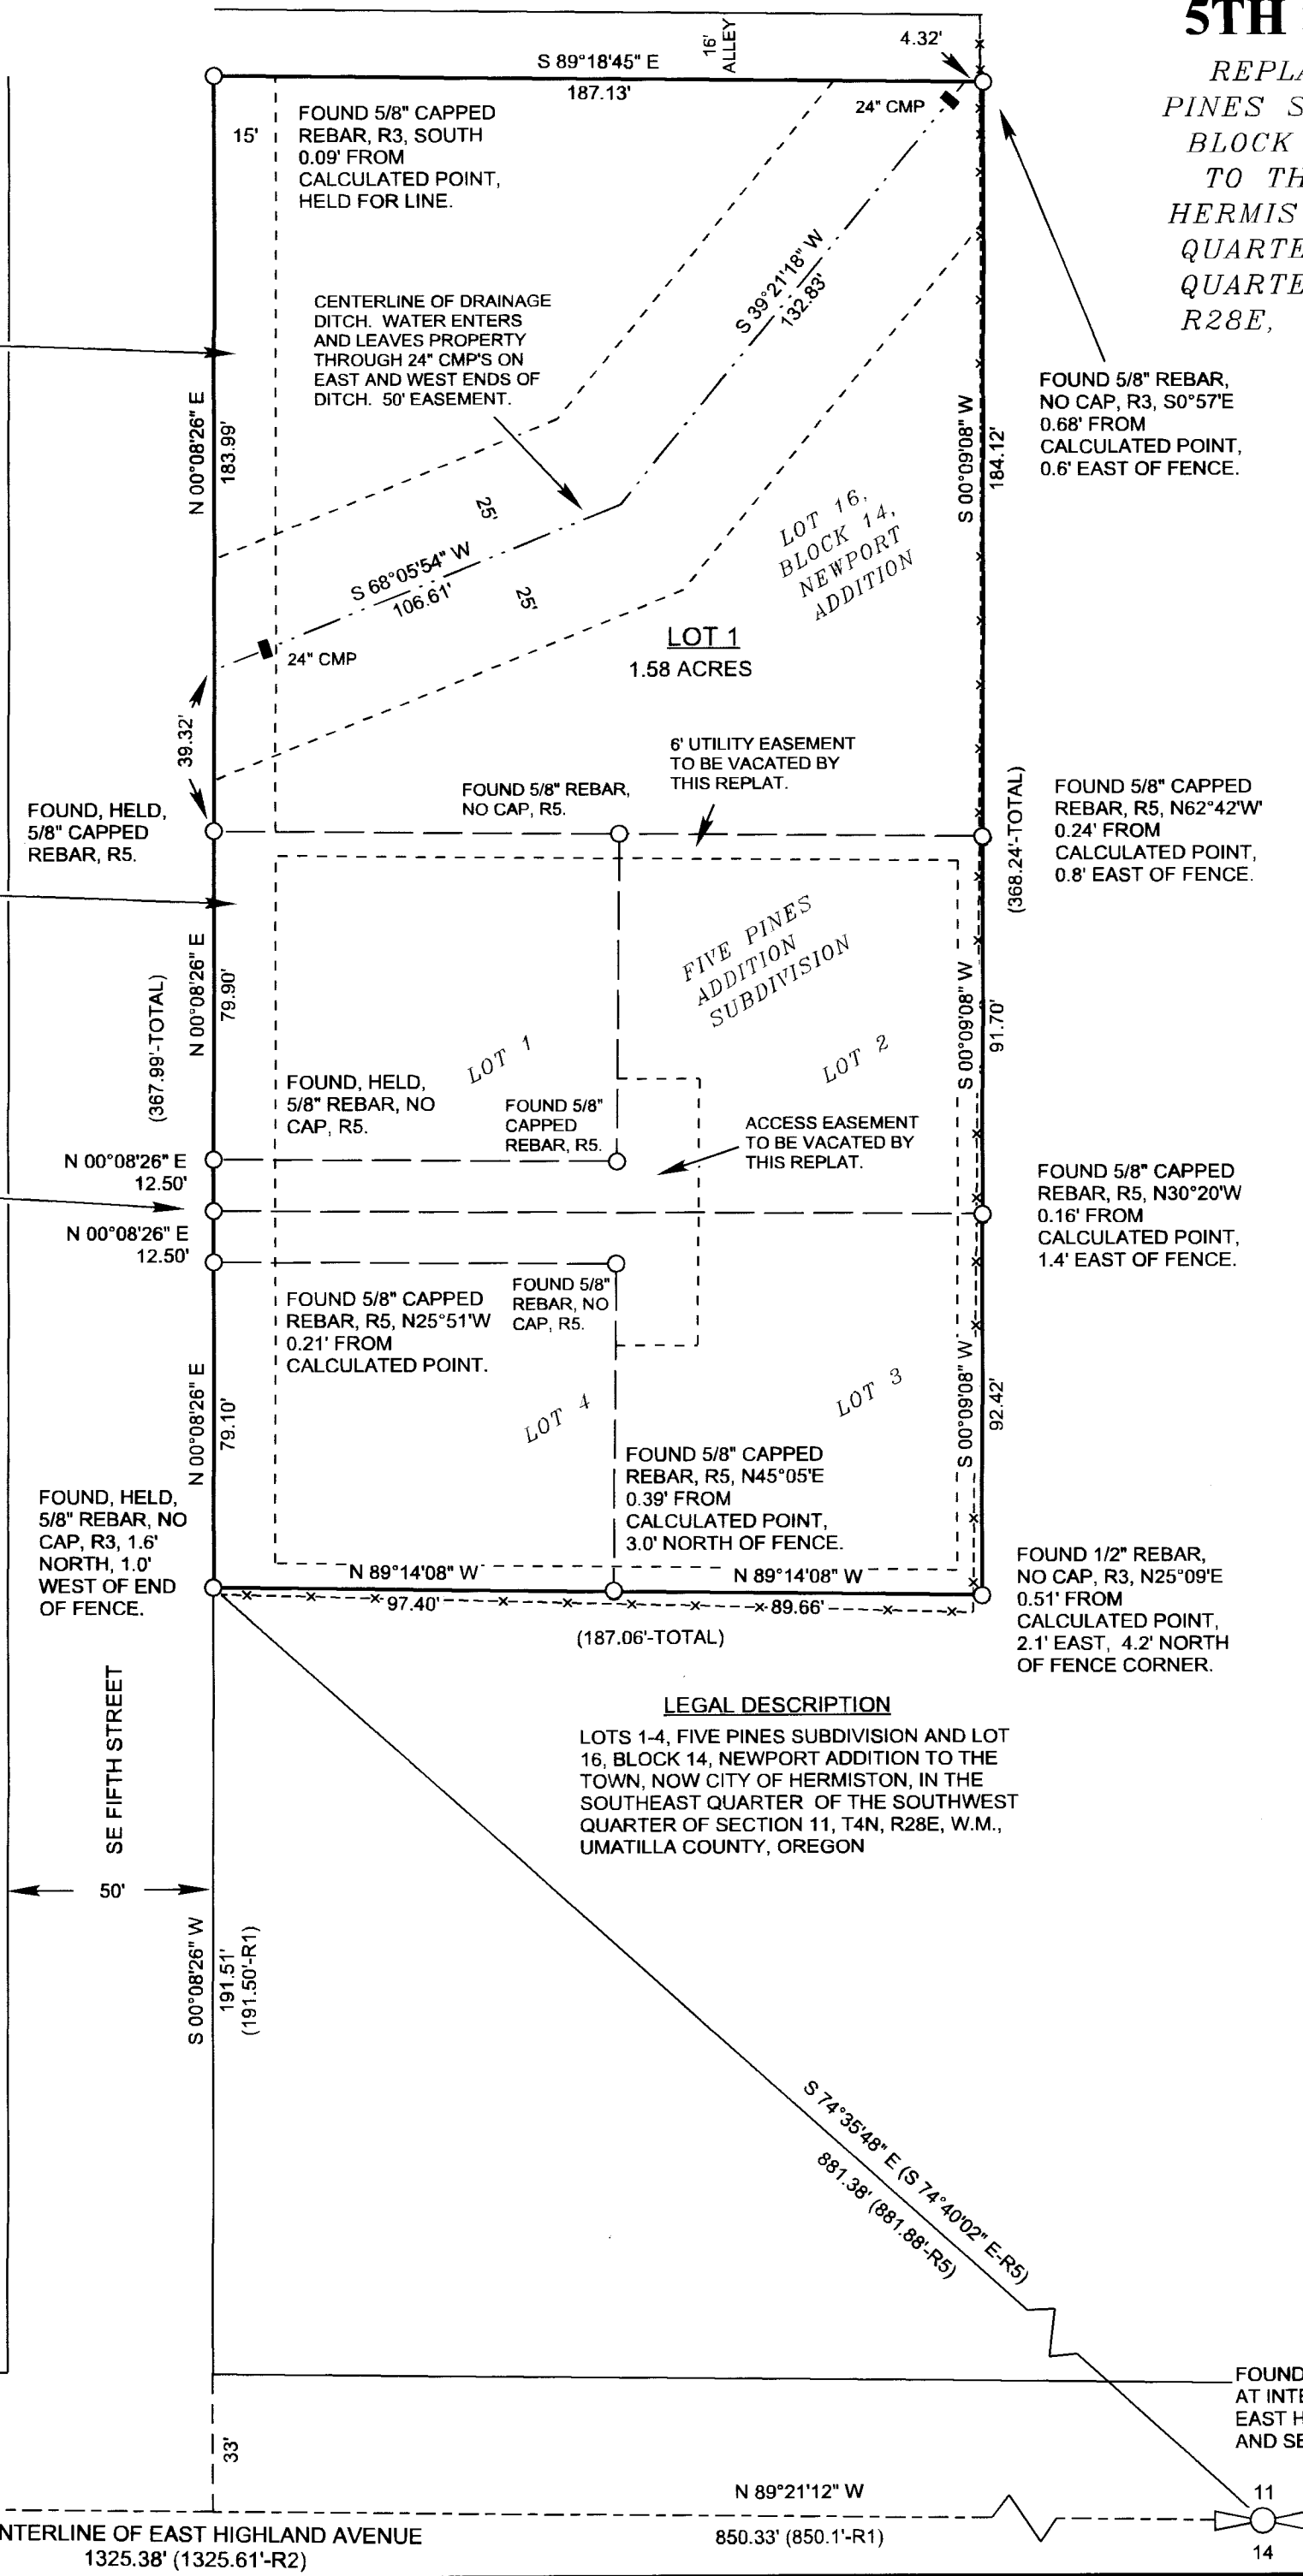 5TH
REPLA
PINES S
BLOCK
TO TH
HERMIS
QUARTE
QUARTE
R28E,
16'
ALLEY
4.32'
S 89°18'45" E
187.13'
24" CMP
15'
FOUND 5/8" CAPPED
REBAR, R3, SOUTH
0.09' FROM
CALCULATED POINT,
HELD FOR LINE.
S 39°21'18" W
132.83'
CENTERLINE OF DRAINAGE
DITCH. WATER ENTERS
AND LEAVES PROPERTY
THROUGH 24" CMP'S ON
EAST AND WEST ENDS OF
DITCH. 50' EASEMENT.
FOUND 5/8" REBAR,
NO CAP, R3, S0°57'E
0.68' FROM
CALCULATED POINT,
0.6' EAST OF FENCE.
N 00°08'26" E
183.99'
S 00°09'08" W
184.12'
25'
25'
LOT 16,
BLOCK 14,
NEWPORT
ADDITION
S 68°05'54" W
106.61'
24" CMP
LOT 1
1.58 ACRES
39.32'
6' UTILITY EASEMENT
TO BE VACATED BY
THIS REPLAT.
FOUND 5/8" REBAR,
NO CAP, R5.
FOUND, HELD,
5/8" CAPPED
REBAR, R5.
(368.24'-TOTAL)
FOUND 5/8" CAPPED
REBAR, R5, N62°42'W
0.24' FROM
CALCULATED POINT,
0.8' EAST OF FENCE.
FIVE PINES
ADDITION
SUBDIVISION
(367.99'-TOTAL)
N 00°08'26" E
79.90'
S 00°09'08" W
91.70'
LOT 1
LOT 2
FOUND, HELD,
5/8" REBAR, NO
CAP, R5.
FOUND 5/8"
CAPPED
REBAR, R5.
ACCESS EASEMENT
TO BE VACATED BY
THIS REPLAT.
N 00°08'26" E
12.50'
N 00°08'26" E
12.50'
FOUND 5/8" CAPPED
REBAR, R5, N30°20'W
0.16' FROM
CALCULATED POINT,
1.4' EAST OF FENCE.
FOUND 5/8" CAPPED
REBAR, R5, N25°51'W
0.21' FROM
CALCULATED POINT.
FOUND 5/8"
REBAR, NO
CAP, R5.
N 00°08'26" E
79.10'
S 00°09'08" W
92.42'
LOT 4
LOT 3
FOUND 5/8" CAPPED
REBAR, R5, N45°05'E
0.39' FROM
CALCULATED POINT,
3.0' NORTH OF FENCE.
FOUND, HELD,
5/8" REBAR, NO
CAP, R3, 1.6'
NORTH, 1.0'
WEST OF END
OF FENCE.
N 89°14'08" W
97.40'
N 89°14'08" W
89.66'
(187.06'-TOTAL)
FOUND 1/2" REBAR,
NO CAP, R3, N25°09'E
0.51' FROM
CALCULATED POINT,
2.1' EAST, 4.2' NORTH
OF FENCE CORNER.
LEGAL DESCRIPTION
LOTS 1-4, FIVE PINES SUBDIVISION AND LOT
16, BLOCK 14, NEWPORT ADDITION TO THE
TOWN, NOW CITY OF HERMISTON, IN THE
SOUTHEAST QUARTER OF THE SOUTHWEST
QUARTER OF SECTION 11, T4N, R28E, W.M.,
UMATILLA COUNTY, OREGON
SE FIFTH STREET
50'
S 00°08'26" W
191.51'
(191.50'-R1)
S 74°35'48" E (S 74°40'02" E-R5)
881.38' (881.88'-R5)
FOUND
AT INTE
EAST H
AND SE
33'
N 89°21'12" W
850.33' (850.1'-R1)
11
14
NTERLINE OF EAST HIGHLAND AVENUE
1325.38' (1325.61'-R2)